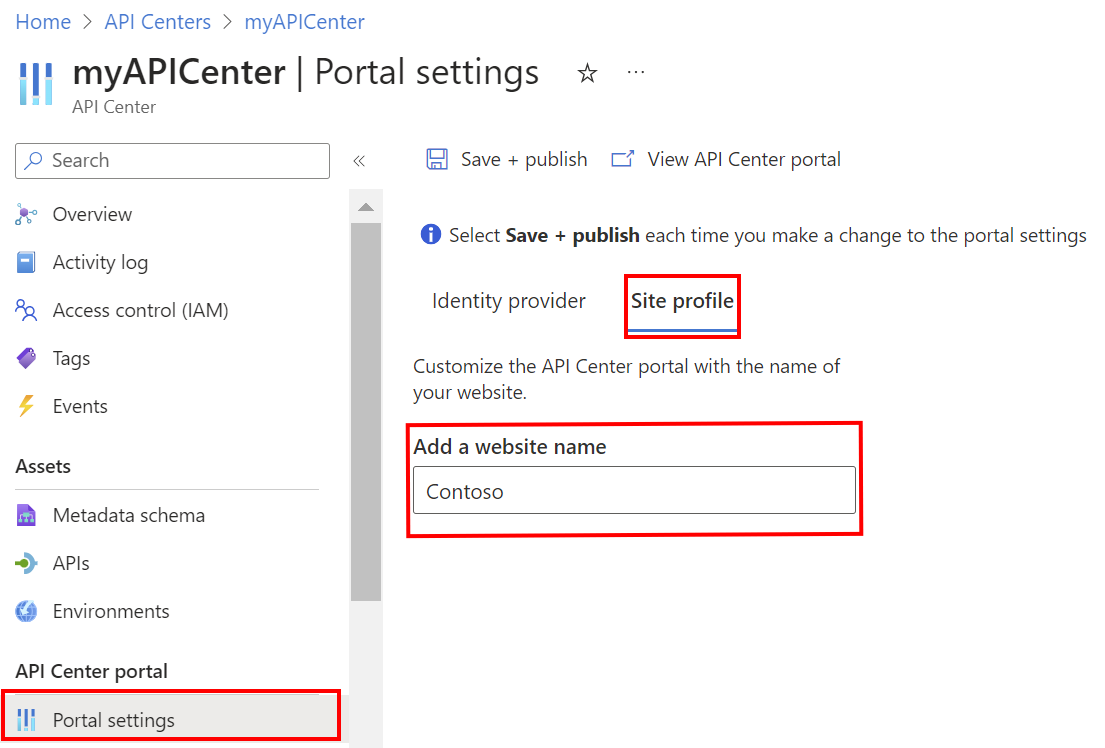 Home > API Centers > myAPICenter
myAPICenter | Portal settings
API Center
Search
Overview
Activity log
Access control (IAM)
Tags
Events
Assets
Metadata schema
APIs
Environments
API Center portal
Portal settings
Save + publish
View API Center portal
Select Save + publish each time you make a change to the portal settings
Identity provider
Site profile
Customize the API Center portal with the name of
your website.
Add a website name
Contoso